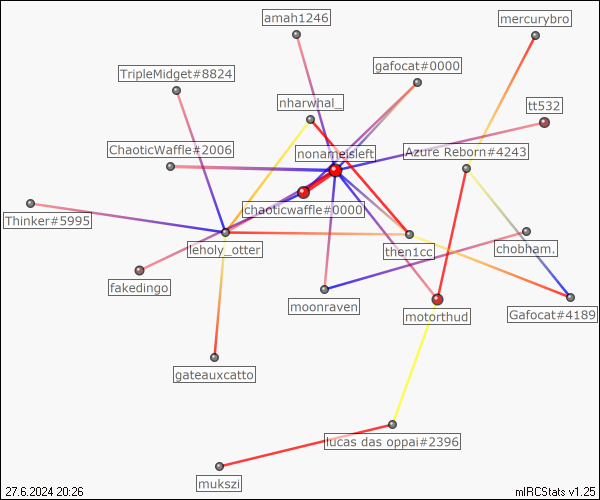 amah1246
mercurybro
gafocat#0000
TripleMidget#8824
nharwhal_
tt532
ChaoticWaffle#2006
nonameisleft
Azure Reborn#4243
chaoticwaffle#0000
Thinker#5995
leholy_otter
then1cc
chobham.
fakedingo
moonraven
motorthud
Gafocat#4189
gateauxcatto
lucas das oppai#2396
mukszi
27.6.2024 20:26
mIRCStats v1.25